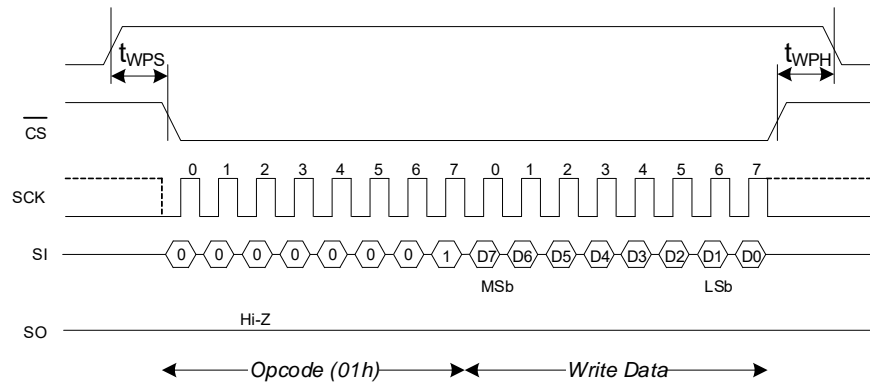 tWPS tWPH
CS
0 1 2 3 4 5 6 7 0 1 2 3 4 5 6 7
SCK
SI 0 0 0 0 0 0 0 1 D7 D6 D5 D4 D3 D2 D1 D0
MSb LSb
Hi-Z
SO
Opcode (01h) Write Data